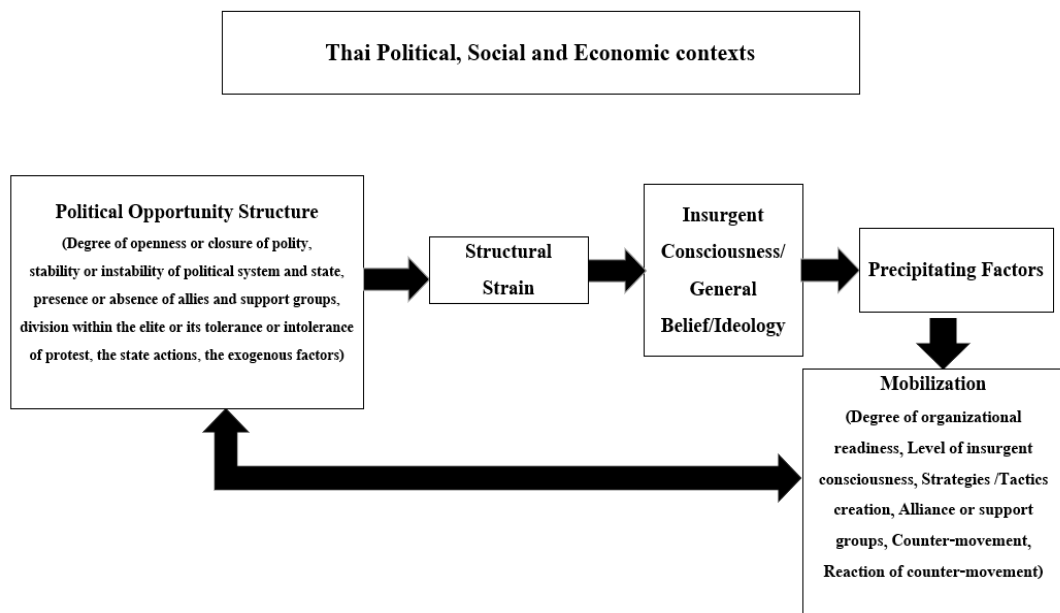 Thai Political, Social and Economic contexts
Political Opportunity Structure
(Degree of openness or closure of polity,
stability or instability of political system and state,
presence or absence of allies and support groups,
division within the elite or its tolerance or intolerance
of protest, the state actions, the exogenous factors)
Structural
Strain
Insurgent
Consciousness/
General
Belief/Ideology
Precipitating Factors
Mobilization
(Degree of organizational
readiness, Level of insurgent
consciousness, Strategies /Tactics
creation, Alliance or support
groups, Counter-movement,
Reaction of counter-movement)